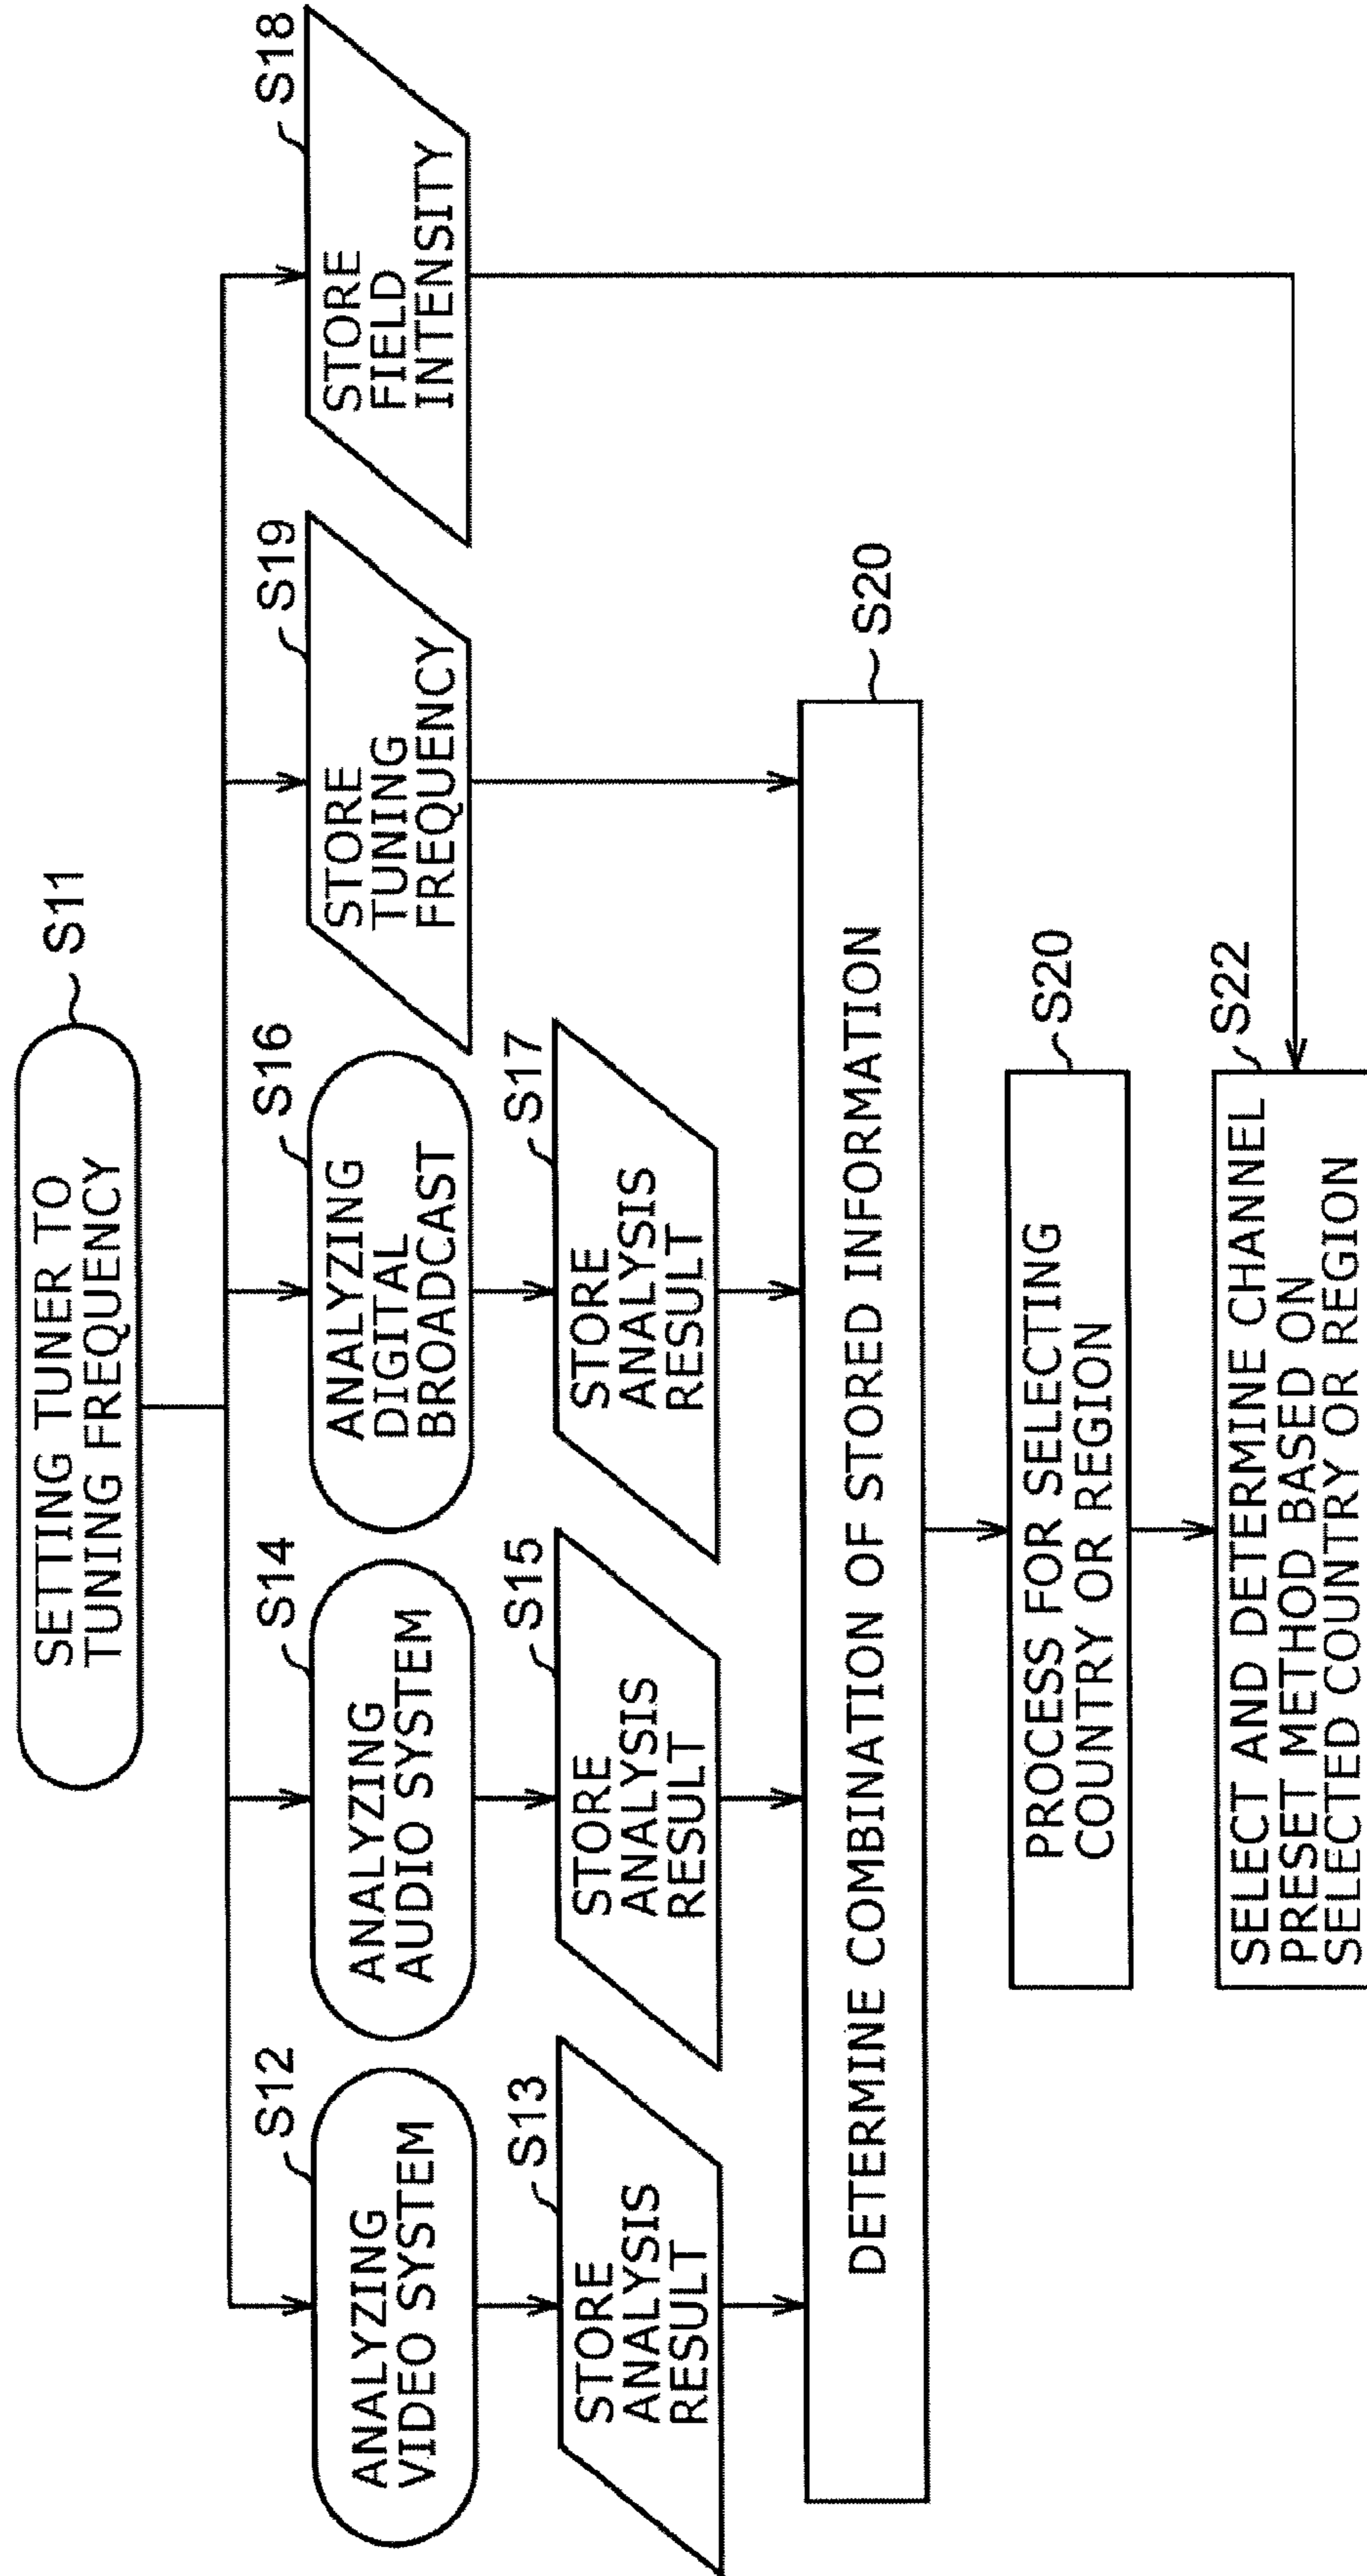 SETTING TUNER TO
TUNING FREQUENCY
S11
S12
ANALYZING
VIDEO SYSTEM
S14
ANALYZING
AUDIO SYSTEM
S16
ANALYZING
DIGITAL
BROADCAST
S19
STORE
TUNING
FREQUENCY
S18
STORE
FIELD
INTENSITY
S13
STORE
ANALYSIS
RESULT
S15
STORE
ANALYSIS
RESULT
S17
STORE
ANALYSIS
RESULT
DETERMINE COMBINATION OF STORED INFORMATION
S20
PROCESS FOR SELECTING
COUNTRY OR REGION
S20
SELECT AND DETERMINE CHANNEL
PRESET METHOD BASED ON
SELECTED COUNTRY OR REGION
S22